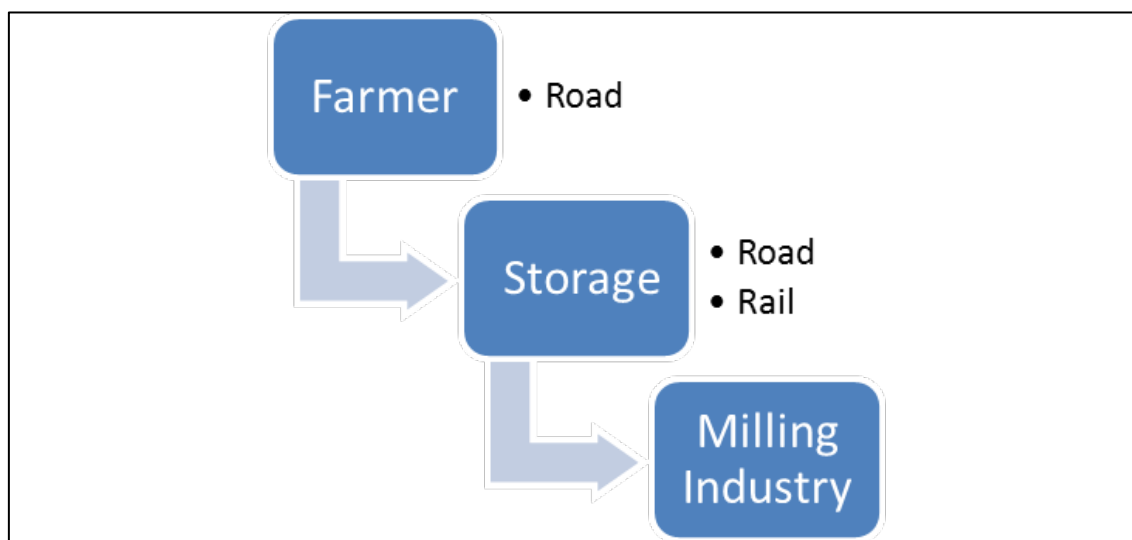 Farmer
• Road
Storage
• Road
• Rail
Milling
Industry